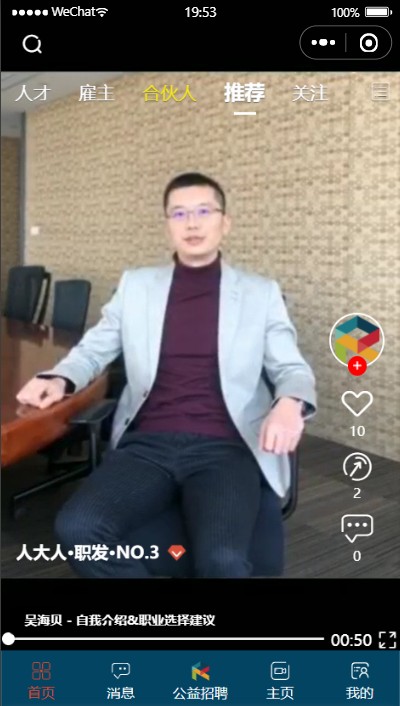 WeChat 19:53 100%
人才 雇主 合伙人 推荐 关注
10
2
0
人大人·职发·NO.3
吴海贝 - 自我介绍&职业选择建议
00:50
首页 消息 公益招聘 主页 我的